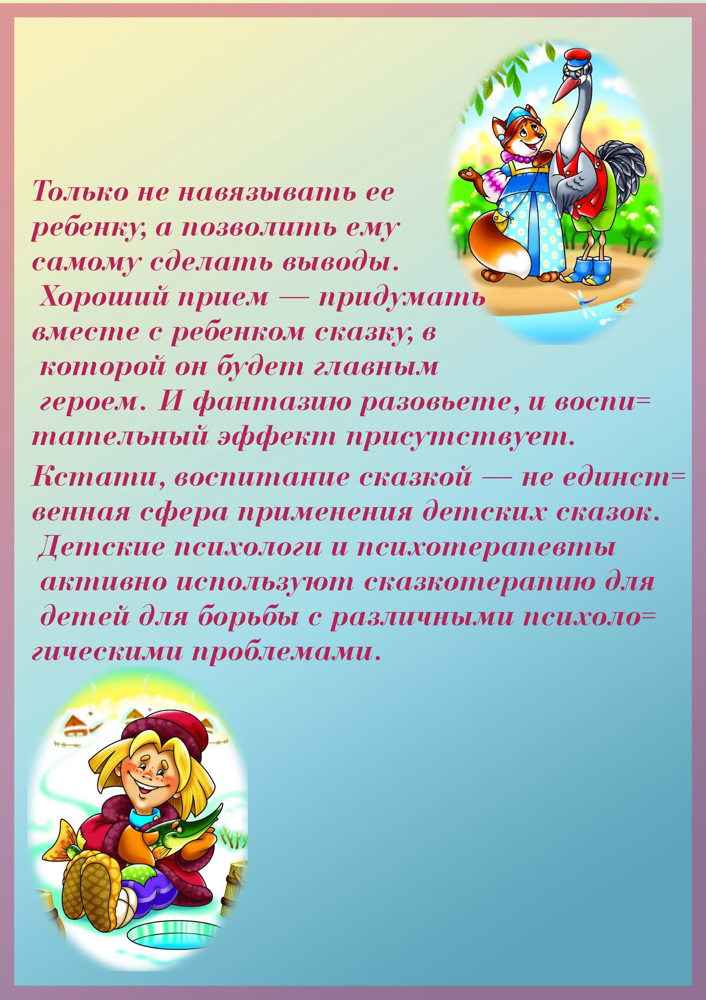 Только не навязывать ее
ребенку, а позволить ему
самому сделать выводы.
Хороший прием — придумать
вместе с ребенком сказку, в
которой он будет главным
героем. И фантазию разовьете, и воспи=
тательный эффект присутствует.
Кстати, воспитание сказкой — не единст=
венная сфера применения детских сказок.
Детские психологи и психотерапевты
активно используют сказкотерапию для
детей для борьбы с различными психоло=
гическими проблемами.